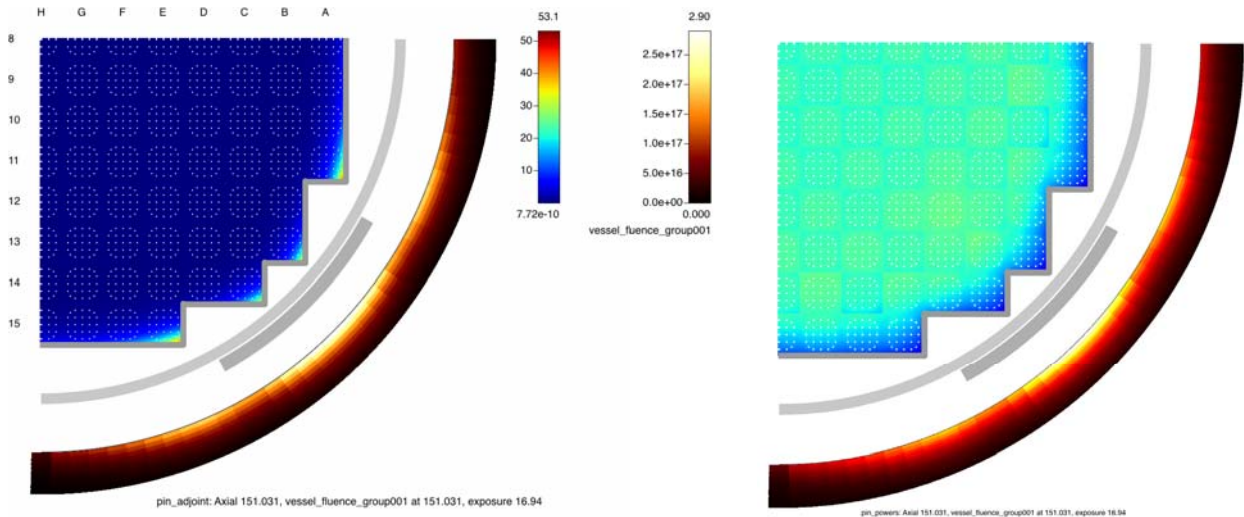 H G F E D C B A
8
9
10
11
12
13
14
15
53.1
50
40
30
20
10
7.72e-10
2.90
2.5e+17
2.0e+17
1.5e+17
1.0e+17
5.0e+16
0.0e+00
0.000
vessel_fluence_group001
pin_adjoint: Axial 151.031, vessel_fluence_group001 at 151.031, exposure 16.94
pin_powers: Axial 151.031, vessel_fluence_group001 at 151.031, exposure 16.94